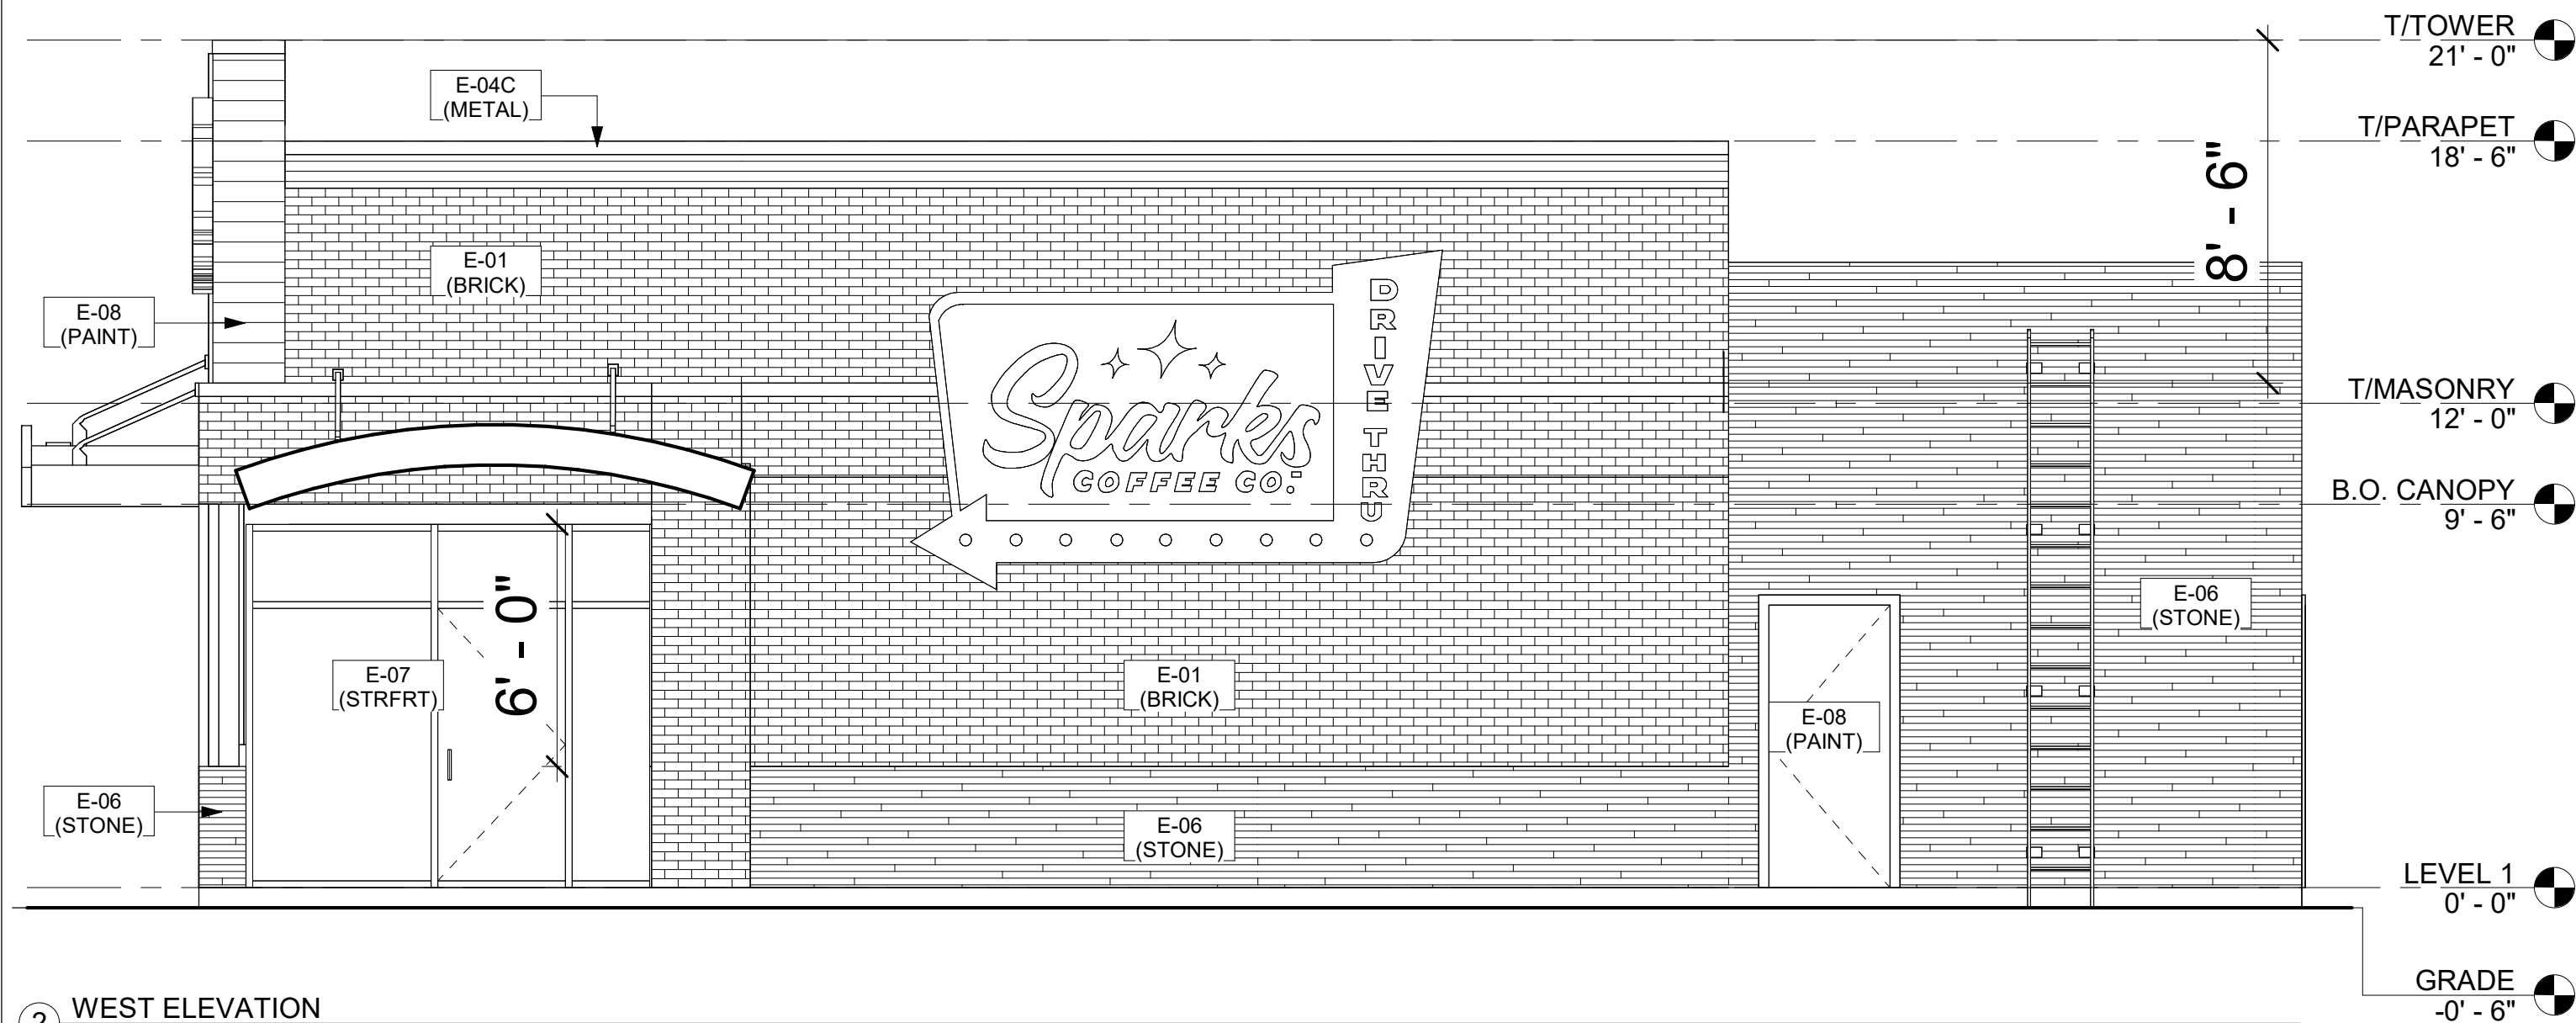 T/TOWER
21' - 0"
E-04C
(METAL)
T/PARAPET
18' - 6"
8' - 6"
E-01
(BRICK)
E-08
(PAINT)
DRIVE THRU
Sparks
COFFEE CO.
T/MASONRY
12' - 0"
B.O. CANOPY
9' - 6"
6' - 0"
E-06
(STONE)
E-07
(STRFRT)
E-01
(BRICK)
E-08
(PAINT)
E-06
(STONE)
E-06
(STONE)
LEVEL 1
0' - 0"
GRADE
-0' - 6"
2 WEST ELEVATION